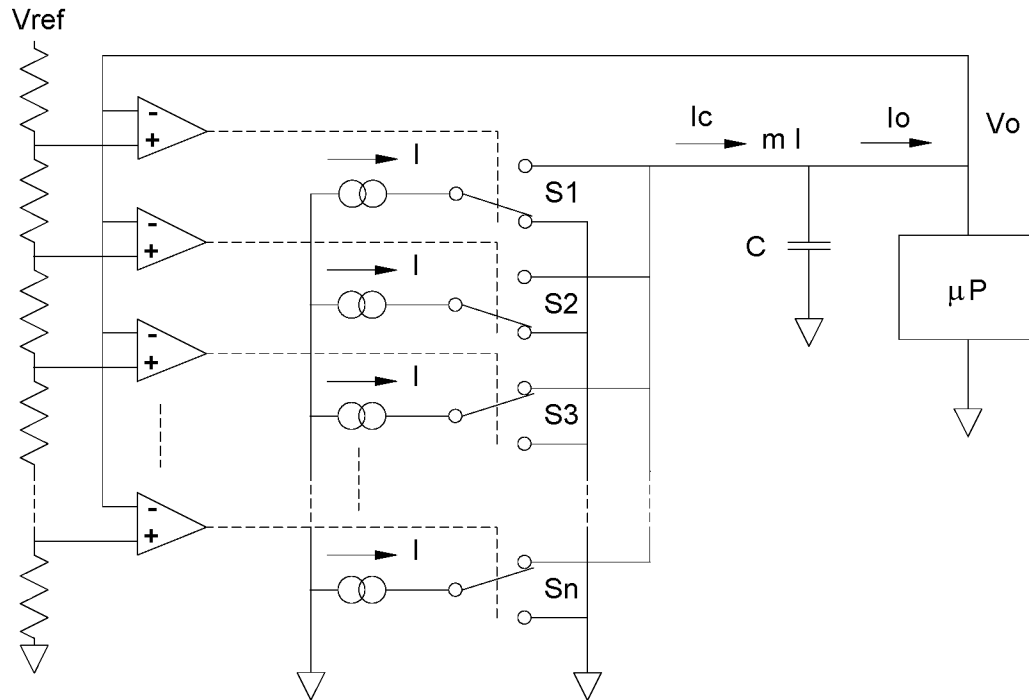 Vref
-
+
I
S1
Ic
m I
Io
Vo
-
+
I
S2
C
μP
-
+
I
S3
-
+
I
Sn